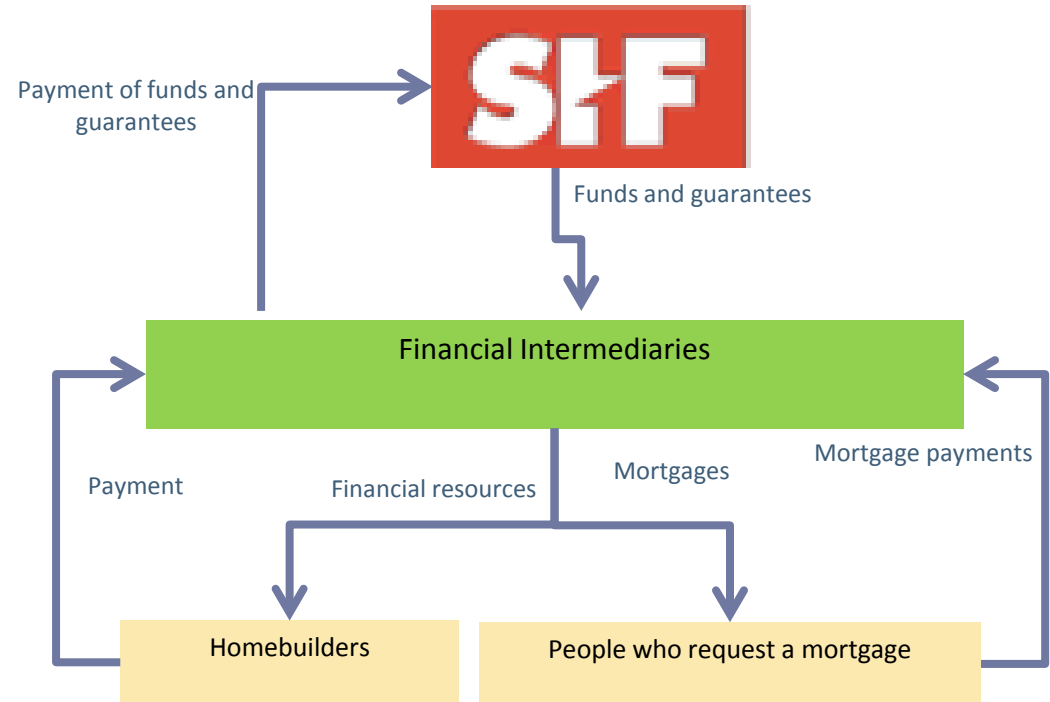 SHF
Payment of funds and
guarantees
Funds and guarantees
Financial Intermediaries
Payment
Financial resources
Mortgages
Mortgage payments
Homebuilders
People who request a mortgage